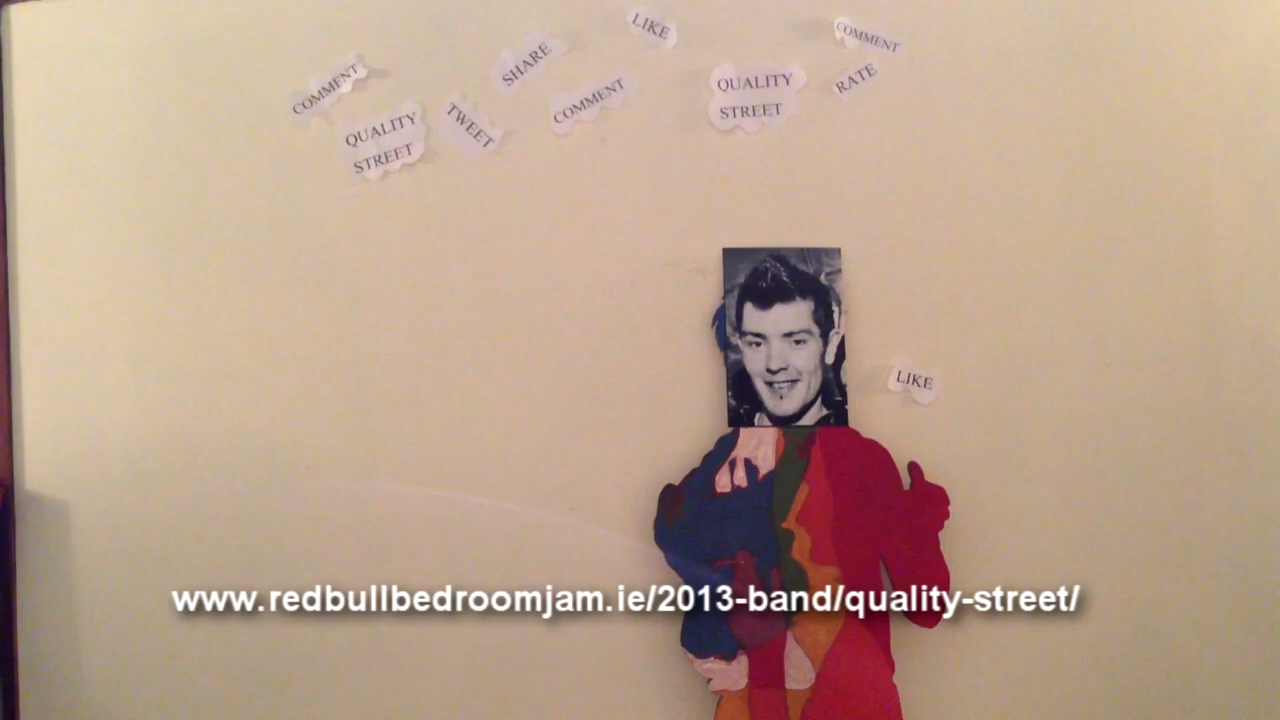 LIKE
COMMENT
SHARE
COMMENT
RATE
QUALITY
STREET
COMMENT
TWEET
QUALITY
STREET
LIKE
www.redbullbedroomjam.ie/2013-band/quality-street/